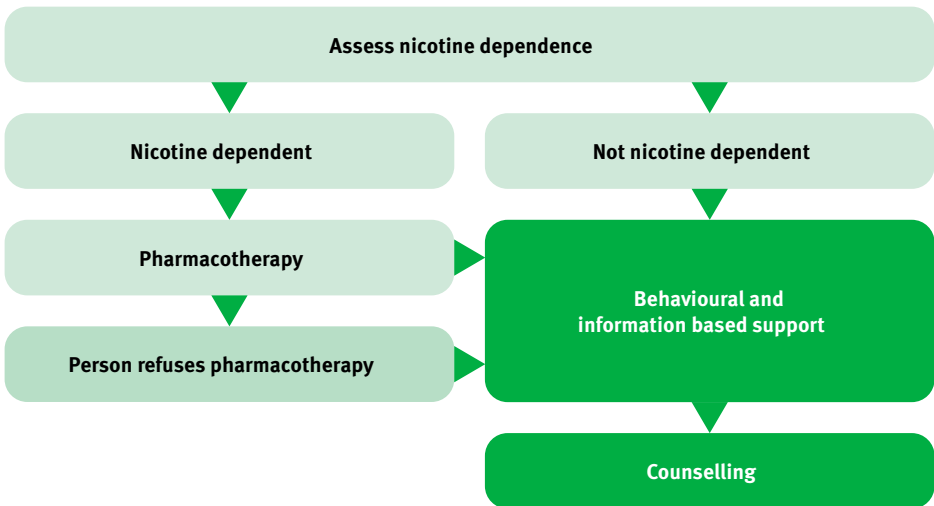 Assess nicotine dependence
Nicotine dependent
Not nicotine dependent
Pharmacotherapy
Behavioural and
information based support
Person refuses pharmacotherapy
Counselling